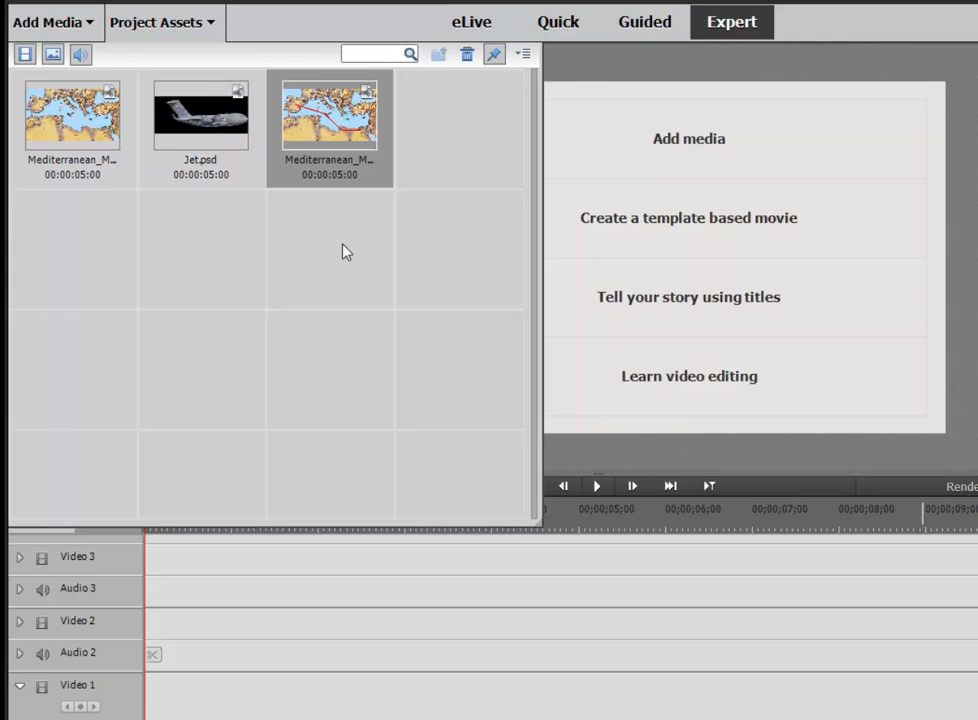 Add Media Project Assets eLive Quick Guided Expert
Mediterranean_M... Jet.psd Mediterranean_M...
00:00:05:00 00:00:05:00 00:00:05:00
Add media
Create a template based movie
Tell your story using titles
Learn video editing
Rende
00;00;05;00 00;00;06;00 00;00;07;00 00;00;08;00 00;00;09;0
Video 3
Audio 3
Video 2
Audio 2
Video 1